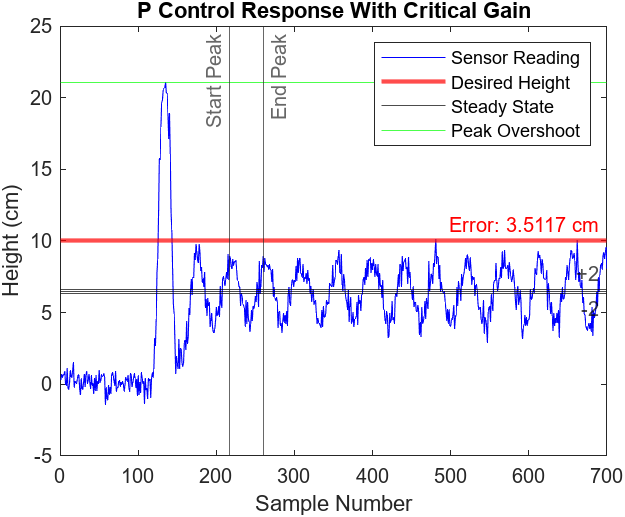 P Control Response With Critical Gain
25
20
15
10
5
0
-5
Height (cm)
Start Peak
End Peak
Sensor Reading
Desired Height
Steady State
Peak Overshoot
Error: 3.5117 cm
+2
-2
0
100
200
300
400
500
600
700
Sample Number